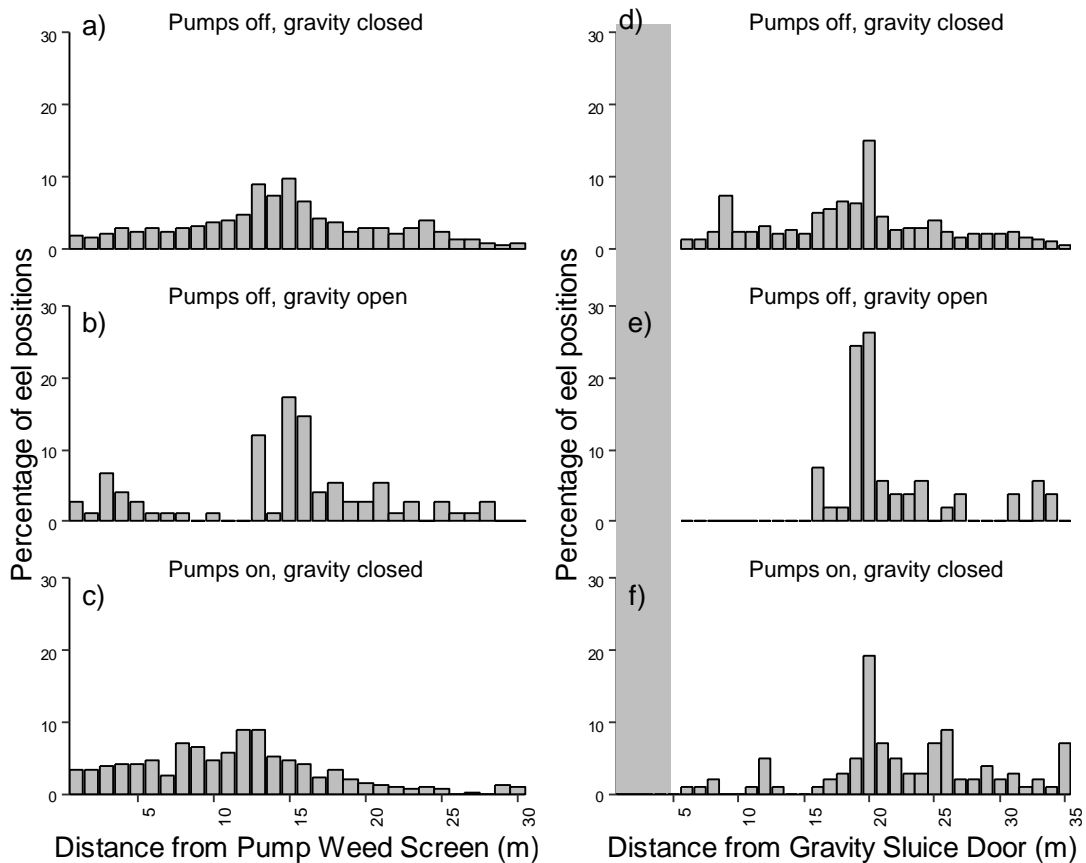 a)
Pumps off, gravity closed
30
20
10
0
b)
Pumps off, gravity open
30
20
10
0
c)
Pumps on, gravity closed
30
20
10
0
5
10
15
20
25
30
Percentage of eel positions
Distance from Pump Weed Screen (m)
d)
Pumps off, gravity closed
30
20
10
0
e)
Pumps off, gravity open
30
20
10
0
f)
Pumps on, gravity closed
30
20
10
0
5
10
15
20
25
30
35
Percentage of eel positions
Distance from Gravity Sluice Door (m)